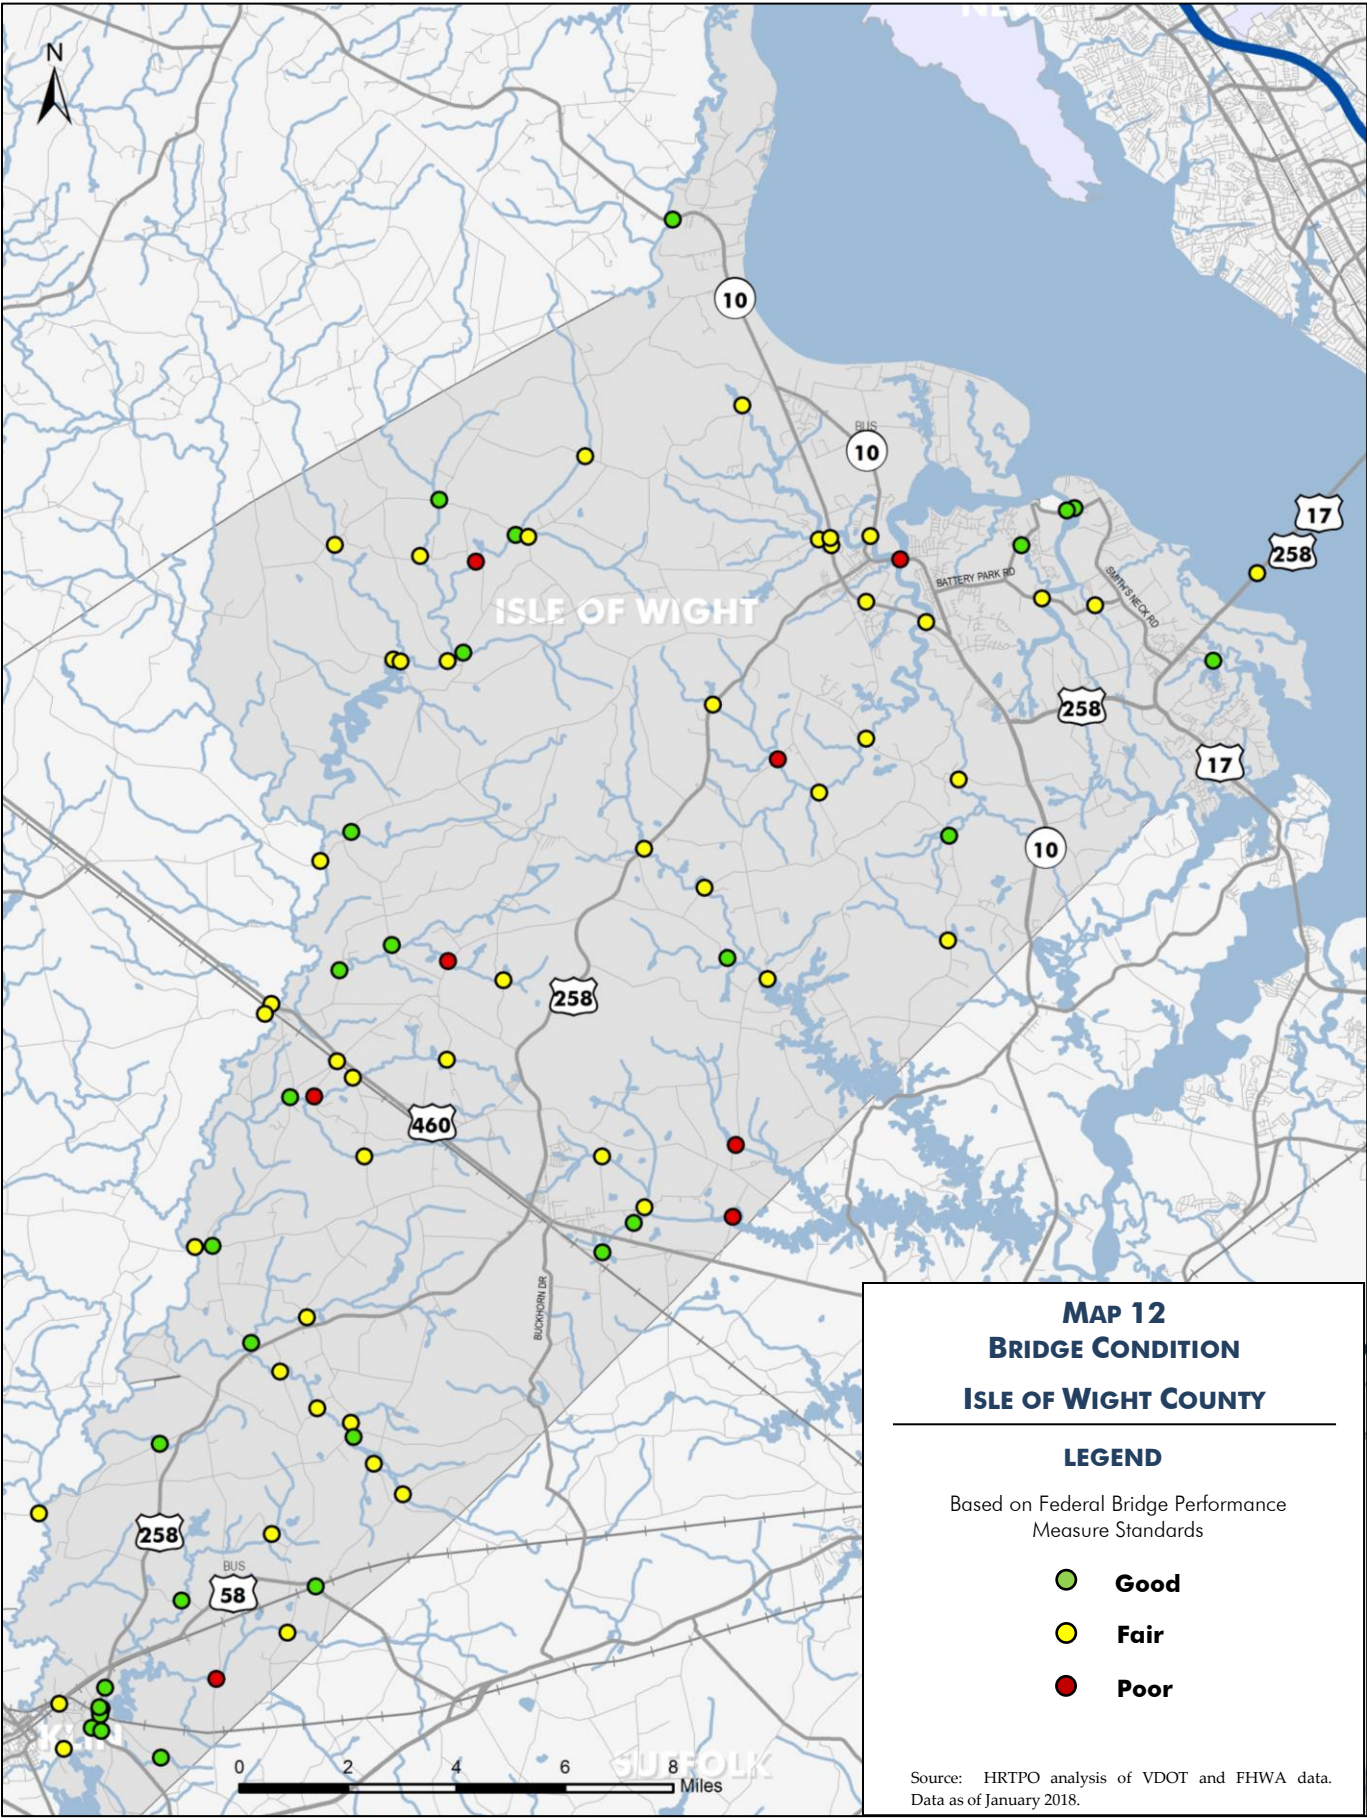 NEW
N
10
BUS
10
17
258
BATTERY PARK RD
SMITH'S NECK RD
ISLE OF WIGHT
258
17
10
258
460
BUCKHORN DR
258
BUS
58
KLIN
SUFFOLK
0 2 4 6 8
Miles
MAP 12
BRIDGE CONDITION
ISLE OF WIGHT COUNTY
LEGEND
Based on Federal Bridge Performance
Measure Standards
Good
Fair
Poor
Source: HRTPO analysis of VDOT and FHWA data.
Data as of January 2018.